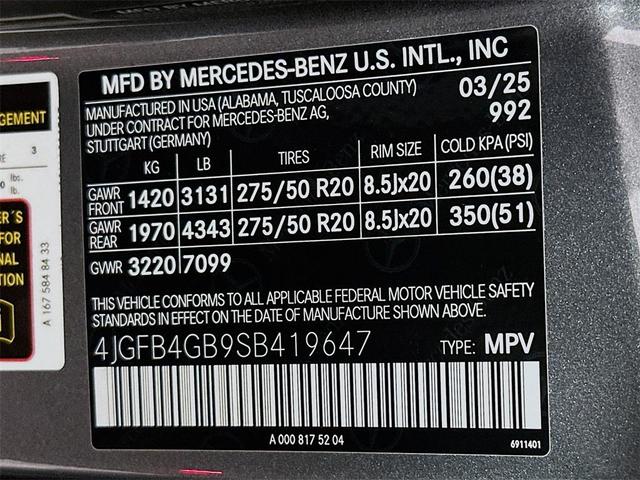 MFD BY MERCEDES-BENZ U.S. INTL., INC
MANUFACTURED IN USA (ALABAMA, TUSCALOOSA COUNTY) 03/25
UNDER CONTRACT FOR MERCEDES-BENZ AG, 992
STUTTGART (GERMANY)
KG LB TIRES RIM SIZE COLD KPA(PSI)
GAWR FRONT 1420 3131 275/50 R20 8.5Jx20 260(38)
GAWR REAR 1970 4343 275/50 R20 8.5Jx20 350(51)
GVWR 3220 7099
THIS VEHICLE CONFORMS TO ALL APPLICABLE FEDERAL MOTOR VEHICLE SAFETY
STANDARDS IN EFFECT ON THE DATE OF MANUFACTURE SHOWN ABOVE.
4JGFB4GB9SB419647 TYPE: MPV
A 000 817 52 04
6911401
3
lbs.
FOR
A 167 584 84 33